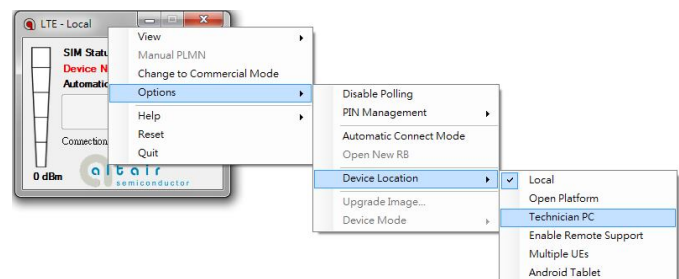 LTE - Local
SIM Statu
Device N
Automatic
Connection
0 dBm
altair
semiconductor
View
Manual PLMN
Change to Commercial Mode
Options
Help
Reset
Quit
Disable Polling
PIN Management
Automatic Connect Mode
Open New RB
Device Location
Upgrade Image...
Device Mode
Local
Open Platform
Technician PC
Enable Remote Support
Multiple UEs
Android Tablet